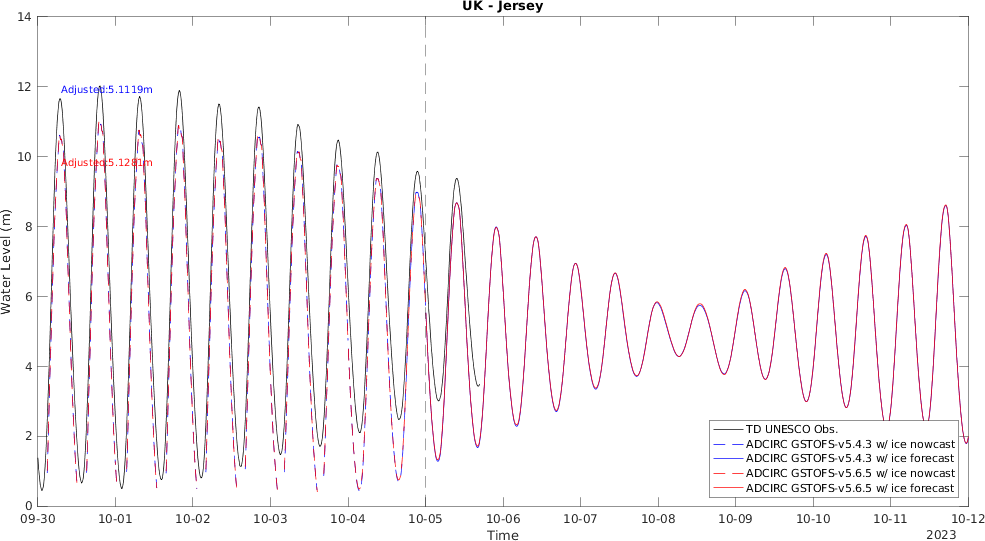 UK - Jersey
14
12
10
8
6
4
2
0
Water Level (m)
Adjusted:5.1119m
Adjusted:5.1281m
TD UNESCO Obs.
ADCIRC GSTOFS-v5.4.3 w/ ice nowcast
ADCIRC GSTOFS-v5.4.3 w/ ice forecast
ADCIRC GSTOFS-v5.6.5 w/ ice nowcast
ADCIRC GSTOFS-v5.6.5 w/ ice forecast
09-30 10-01 10-02 10-03 10-04 10-05 10-06 10-07 10-08 10-09 10-10 10-11 10-12
Time
2023